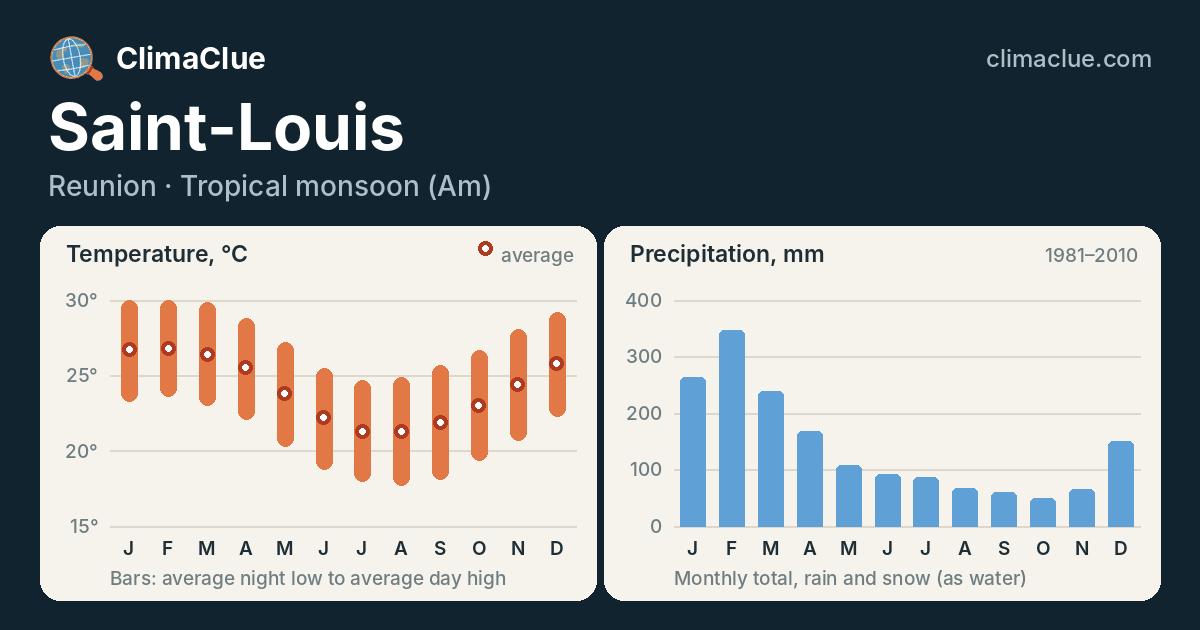 ClimaClue
climaclue.com
Saint-Louis
Reunion · Tropical monsoon (Am)
Temperature, °C
average
30°
25°
20°
15°
J F M A M J J A S O N D
Bars: average night low to average day high
Precipitation, mm
1981–2010
400
300
200
100
0
J F M A M J J A S O N D
Monthly total, rain and snow (as water)